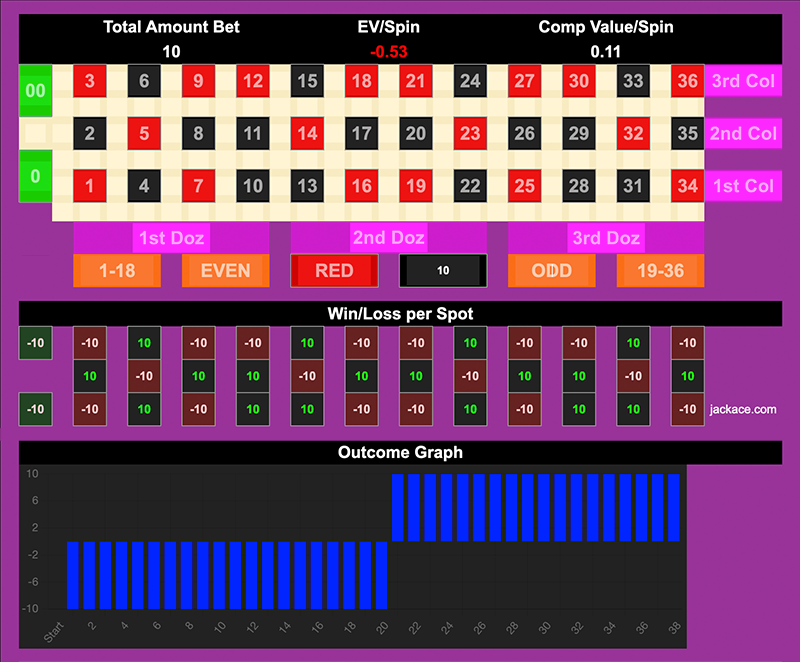 Total Amount Bet EV/Spin Comp Value/Spin
10 -0.53 0.11
00 3 6 9 12 15 18 21 24 27 30 33 36 3rd Col
2 5 8 11 14 17 20 23 26 29 32 35 2nd Col
0 1 4 7 10 13 16 19 22 25 28 31 34 1st Col
1st Doz 2nd Doz 3rd Doz
1-18 EVEN RED 10 ODD 19-36
Win/Loss per Spot
-10 -10 10 -10 -10 10 -10 -10 10 -10 -10 10 -10
10 -10 10 10 -10 10 10 -10 10 10 -10 10
-10 -10 10 -10 10 10 -10 -10 10 -10 10 10 -10 jackace.com
Outcome Graph
10
6
2
-2
-6
-10
Start 2 4 6 8 10 12 14 16 18 20 22 24 26 28 30 32 34 36 38